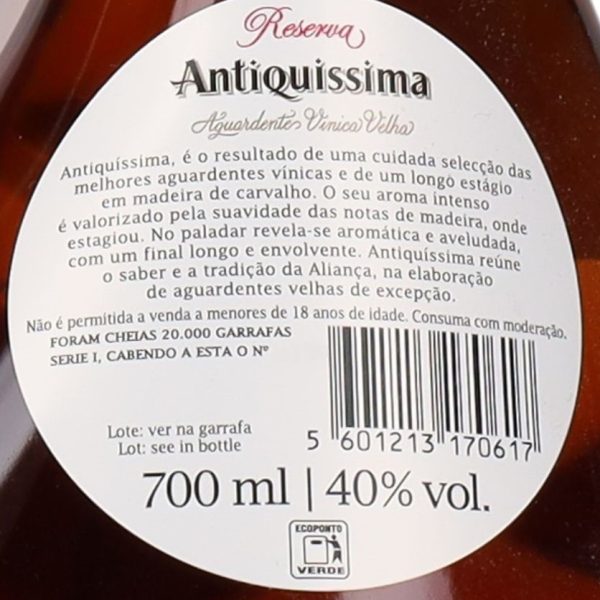 Reserva
Antiquissima
Aguardente Vínica Velha
Antiquíssima, é o resultado de uma cuidada selecção das
melhores aguardentes vínicas e de um longo estágio
em madeira de carvalho. O seu aroma intenso
é valorizado pela suavidade das notas de madeira, onde
estagiou. No paladar revela-se aromática e aveludada,
com um final longo e envolvente. Antiquíssima reúne
o saber e a tradição da Aliança, na elaboração
de aguardentes velhas de excepção.
Não é permitida a venda a menores de 18 anos de idade. Consuma com moderação.
FORAM CHEIAS 20.000 GARRAFAS
SERIE I, CABENDO A ESTA O Nº
Lote: ver na garrafa
Lot: see in bottle
5 601213 170617
700 ml | 40% vol.
ECOPONTO
VERDE